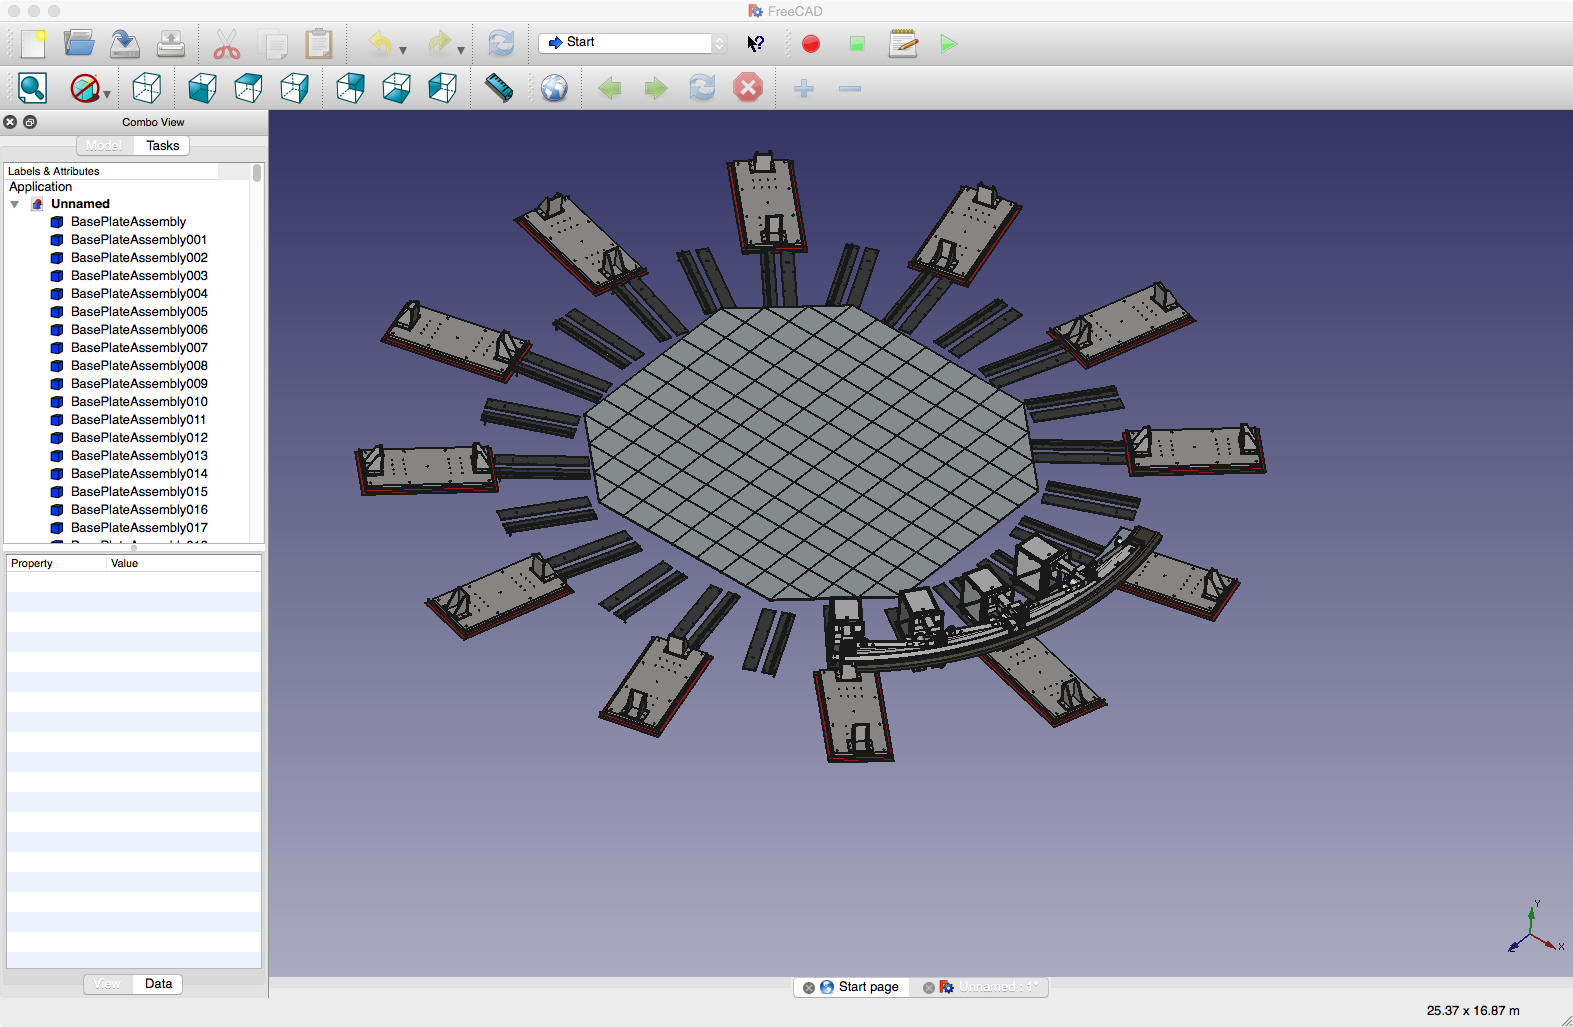 FreeCAD
Start
Combo View
Model
Tasks
Labels & Attributes
Application
Unnamed
BasePlateAssembly
BasePlateAssembly001
BasePlateAssembly002
BasePlateAssembly003
BasePlateAssembly004
BasePlateAssembly005
BasePlateAssembly006
BasePlateAssembly007
BasePlateAssembly008
BasePlateAssembly009
BasePlateAssembly010
BasePlateAssembly011
BasePlateAssembly012
BasePlateAssembly013
BasePlateAssembly014
BasePlateAssembly015
BasePlateAssembly016
BasePlateAssembly017
Property Value
View
Data
Y
X
Z
Start page
Unnamed : 1*
25.37 x 16.87 m